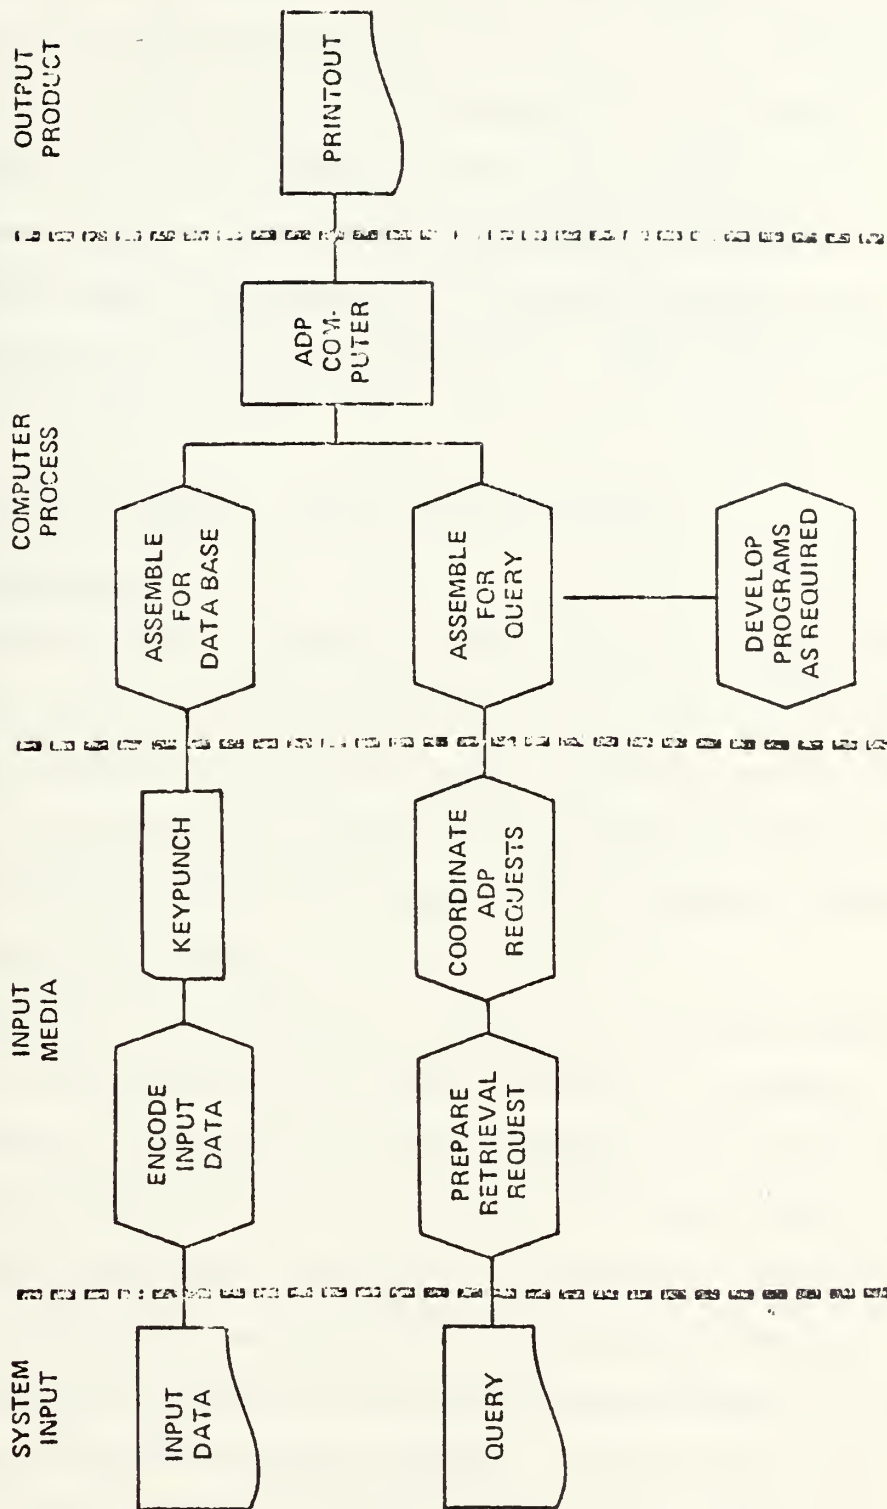 SYSTEM
INPUT
INPUT
MEDIA
COMPUTER
PROCESS
OUTPUT
PRODUCT
INPUT
DATA
ENCODE
INPUT
DATA
KEYPUNCH
ASSEMBLE
FOR
DATA BASE
ADP
COM-
PUTER
PRINTOUT
QUERY
PREPARE
RETRIEVAL
REQUEST
COORDINATE
ADP
REQUESTS
ASSEMBLE
FOR
QUERY
DEVELOP
PROGRAMS
AS REQUIRED